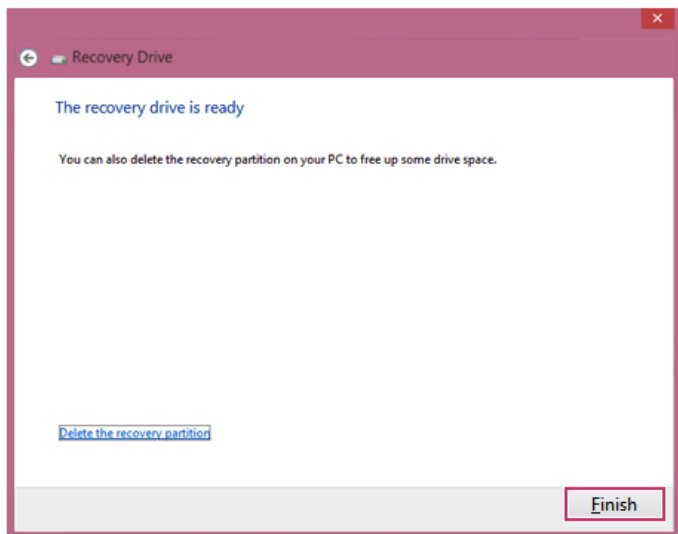 Recovery Drive
The recovery drive is ready
You can also delete the recovery partition on your PC to free up some drive space.
Delete the recovery partition
Finish